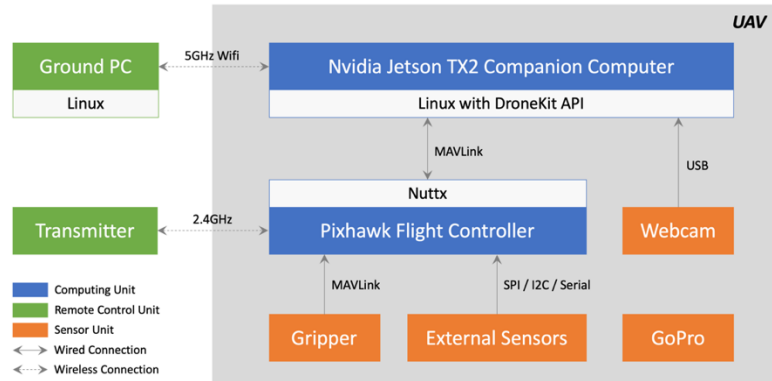 UAV
Ground PC
Linux
5GHz Wifi
Nvidia Jetson TX2 Companion Computer
Linux with DroneKit API
MAVLink
USB
Nuttx
Transmitter
2.4GHz
Pixhawk Flight Controller
Webcam
Computing Unit
Remote Control Unit
Sensor Unit
Wired Connection
Wireless Connection
MAVLink
SPI / I2C / Serial
Gripper
External Sensors
GoPro